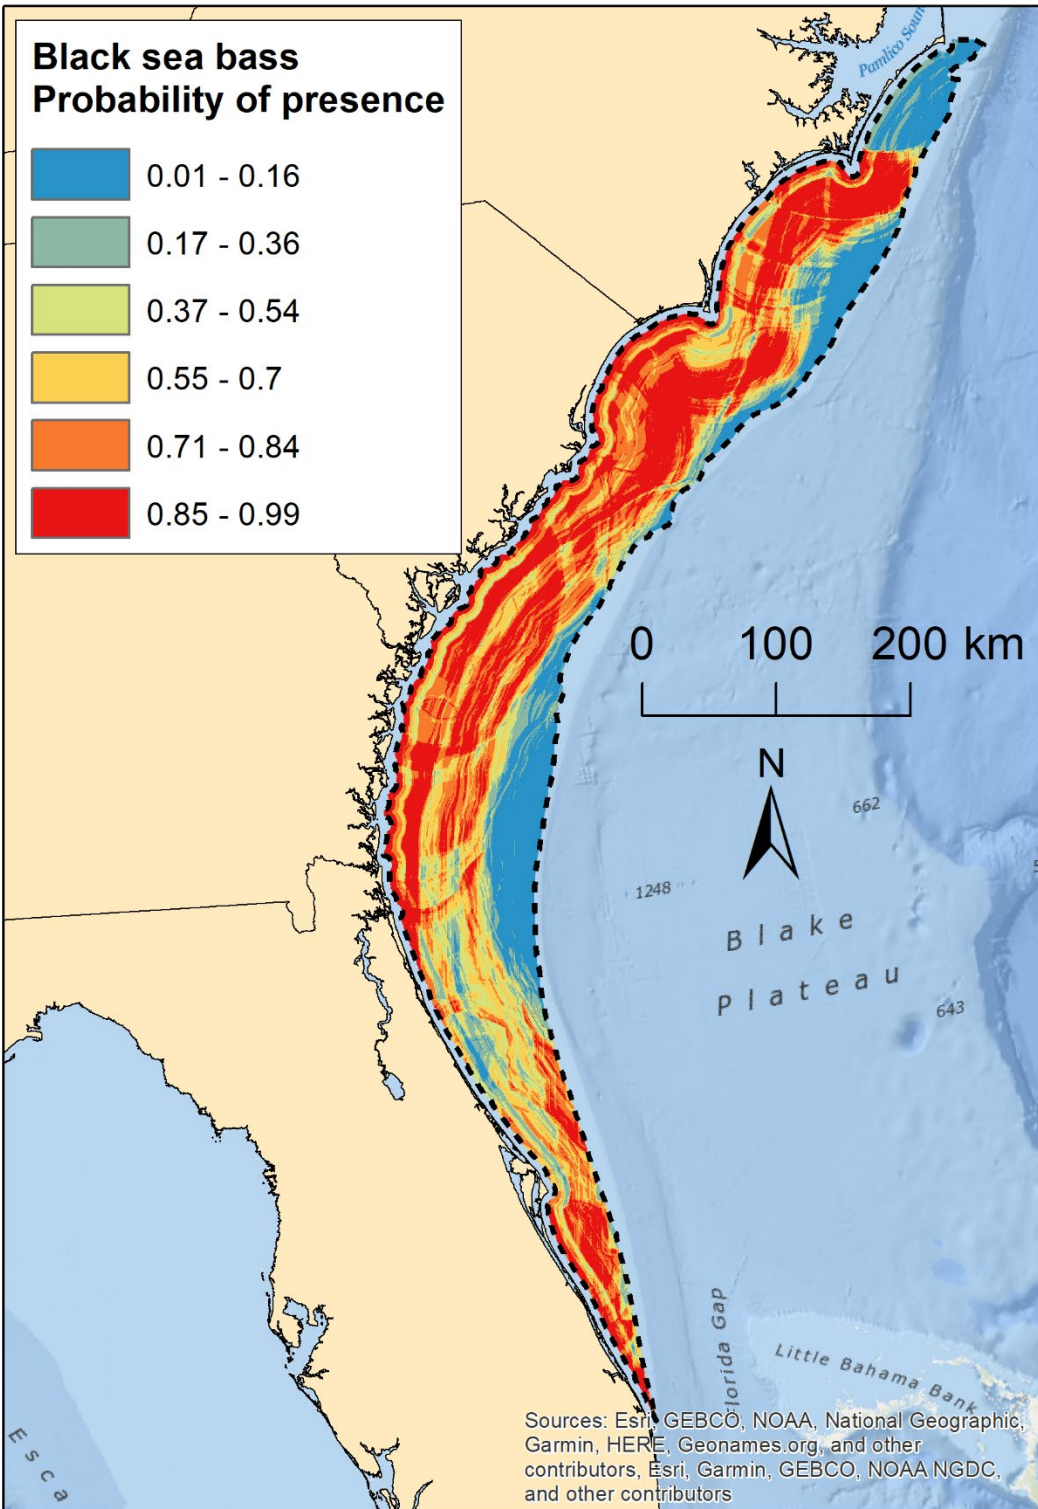 Black sea bass
Probability of presence
0.01 - 0.16
0.17 - 0.36
0.37 - 0.54
0.55 - 0.7
0.71 - 0.84
0.85 - 0.99
Pamlico Soun
0 100 200 km
N
662
1248
Blake
Plateau
643
lorida Gap
Little Bahama Bank
Esca
Sources: Esri, GEBCO, NOAA, National Geographic,
Garmin, HERE, Geonames.org, and other
contributors, Esri, Garmin, GEBCO, NOAA NGDC,
and other contributors